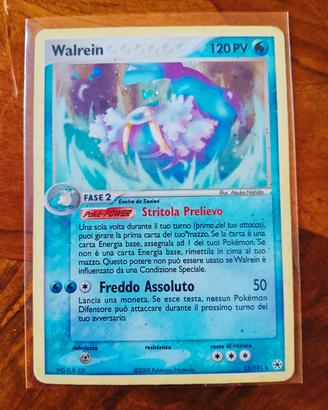 Walrein 120 PV
Illus. Atsuko Nishida
FASE 2
Evolve da Sealeo
Poké-POWER Stritola Prelievo
Una sola volta durante il tuo turno (prima del tuo attacco),
puoi girare la prima carta del tuo mazzo. Se la carta è una
carta Energia base, assegnala ad 1 dei tuoi Pokémon. Se
non è una carta Energia base, rimettila in cima al tuo
mazzo. Questo potere non può essere usato se Walrein è
influenzato da una Condizione Speciale.
Freddo Assoluto 50
Lancia una moneta. Se esce testa, nessun Pokémon
Difensore può attaccare durante il prossimo turno del
tuo avversario.
debolezza resistenza costo di ritirata
©2005 Pokémon/Nintendo